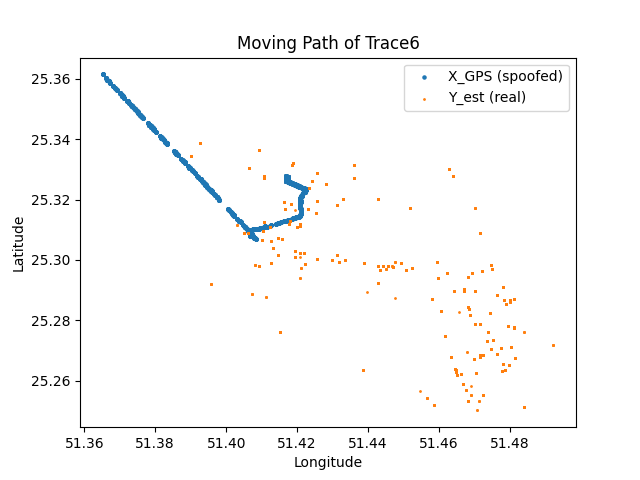 Moving Path of Trace6
X_GPS (spoofed)
Y_est (real)
Latitude
25.36
25.34
25.32
25.30
25.28
25.26
51.36 51.38 51.40 51.42 51.44 51.46 51.48
Longitude